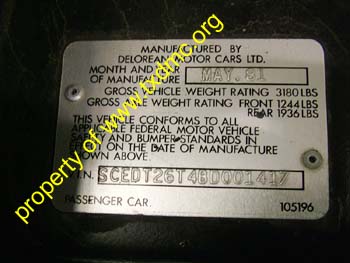 MANUFACTURED BY
DELOREAN MOTOR CARS LTD.
MONTH AND YEAR
OF MANUFACTURE MAY. 81
GROSS VEHICLE WEIGHT RATING 3180 LBS
GROSS AXLE WEIGHT RATING FRONT 1244 LBS
REAR 1936 LBS
THIS VEHICLE CONFORMS TO ALL
APPLICABLE FEDERAL MOTOR VEHICLE
SAFETY AND BUMPER STANDARDS IN
EFFECT ON THE DATE OF MANUFACTURE
SHOWN ABOVE.
V.I.N. SCEDT26T4BD001417
PASSENGER CAR. 105196
property of www.pxdmc.org